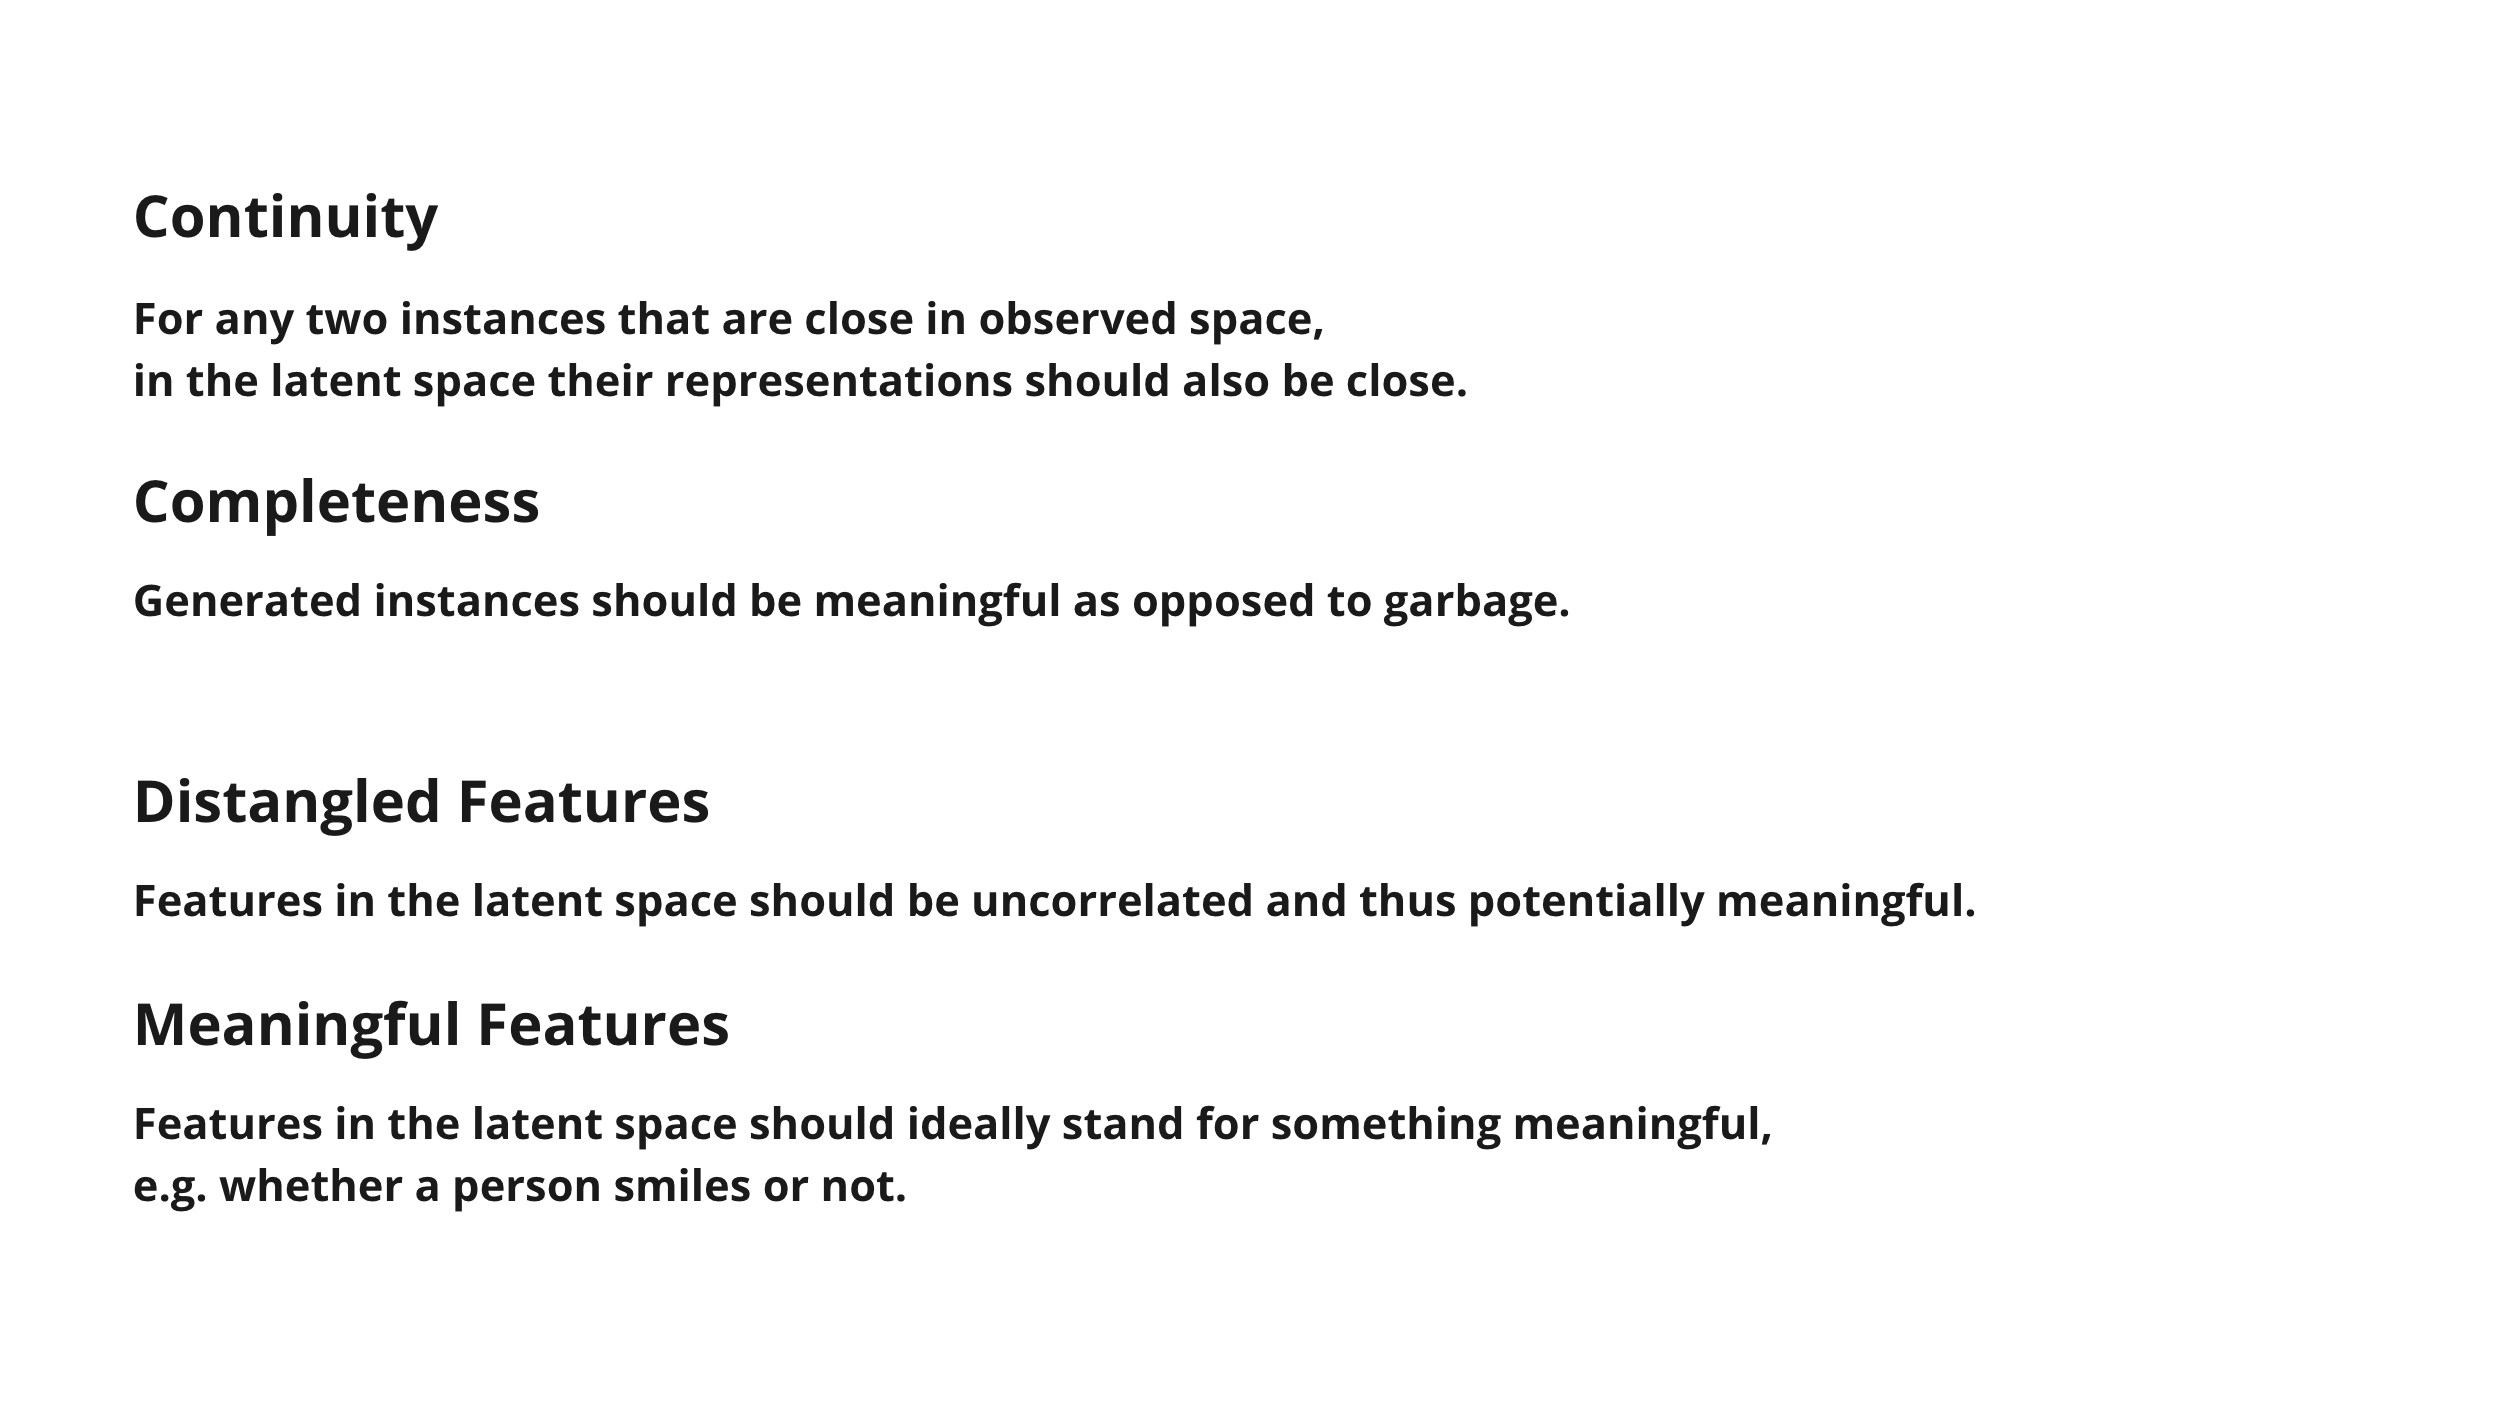 Continuity
For any two instances that are close in observed space,
in the latent space their representations should also be close.
Completeness
Generated instances should be meaningful as opposed to garbage.
Distangled Features
Features in the latent space should be uncorrelated and thus potentially meaningful.
Meaningful Features
Features in the latent space should ideally stand for something meaningful,
e.g. whether a person smiles or not.